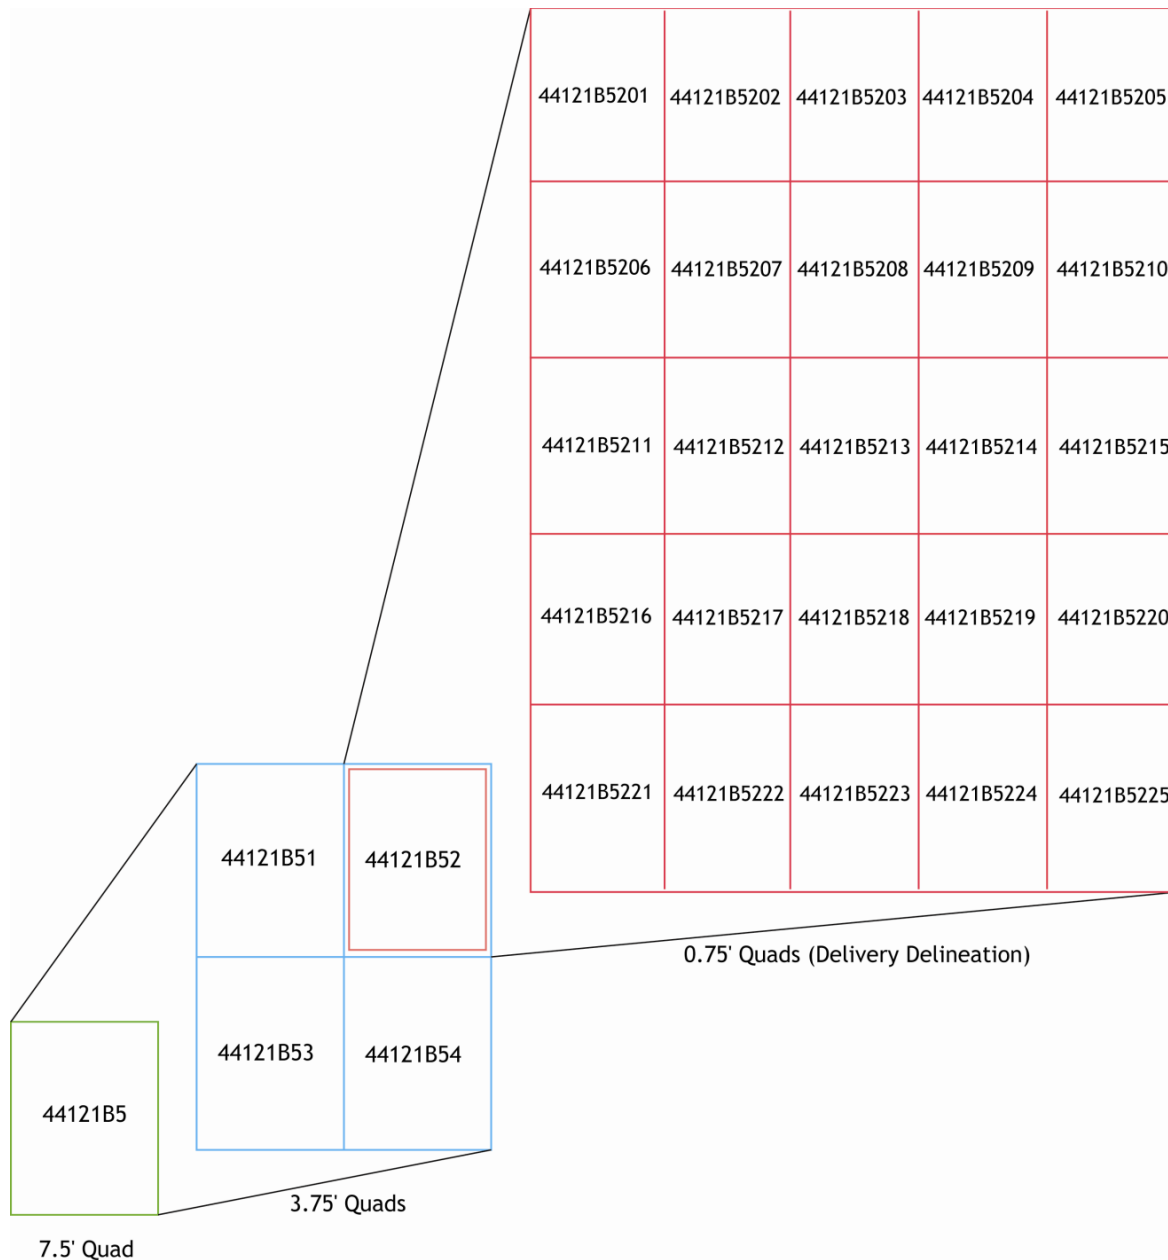 44121B5201 44121B5202 44121B5203 44121B5204 44121B5205
44121B5206 44121B5207 44121B5208 44121B5209 44121B5210
44121B5211 44121B5212 44121B5213 44121B5214 44121B5215
44121B5216 44121B5217 44121B5218 44121B5219 44121B5220
44121B5221 44121B5222 44121B5223 44121B5224 44121B5225
0.75' Quads (Delivery Delineation)
44121B51 44121B52
44121B53 44121B54
3.75' Quads
44121B5
7.5' Quad